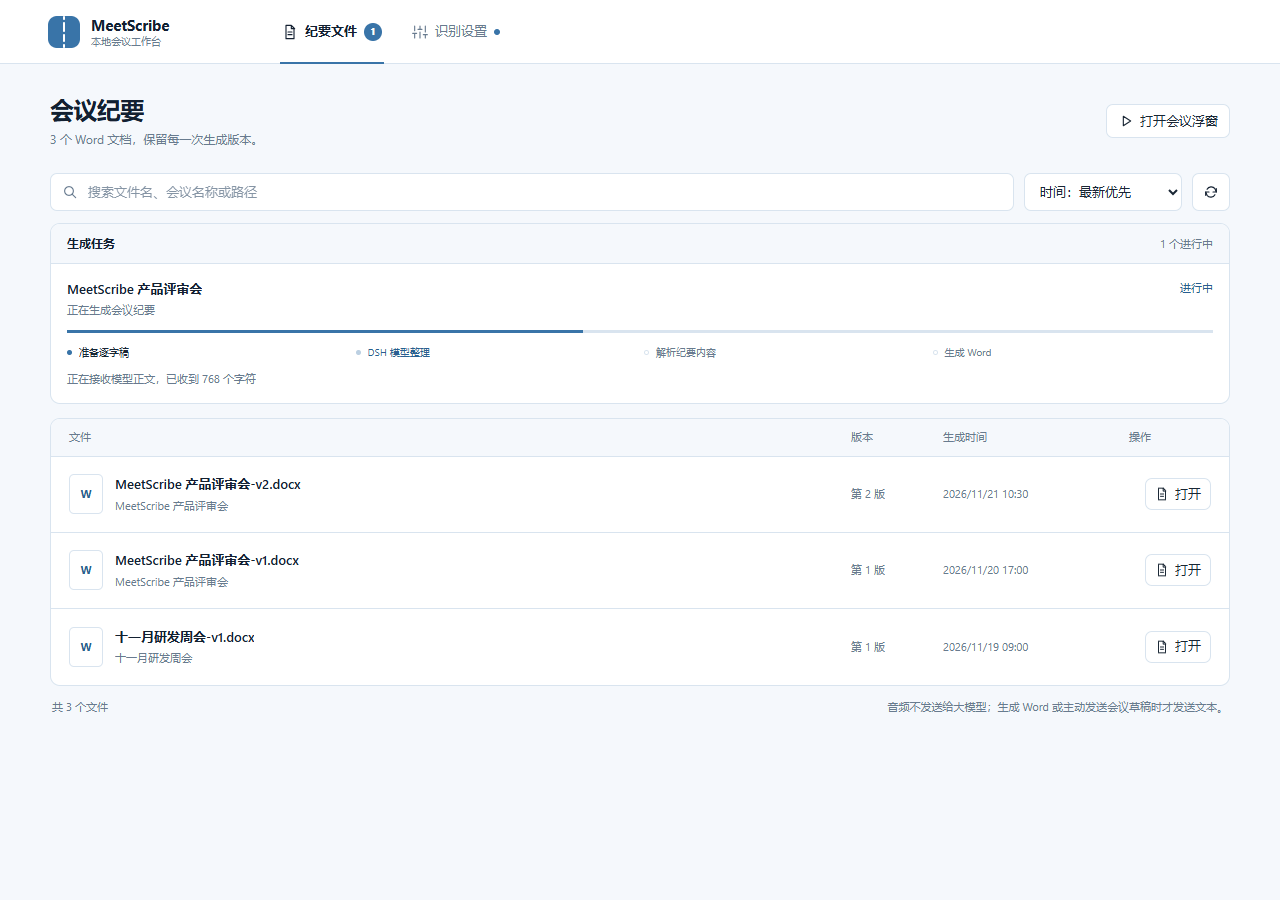 MeetScribe
本地会议工作台
纪要文件 1
识别设置
会议纪要
3 个 Word 文档，保留每一次生成版本。
打开会议浮窗
搜索文件名、会议名称或路径
时间：最新优先
生成任务
1 个进行中
MeetScribe 产品评审会
进行中
正在生成会议纪要
准备逐字稿
DSH 模型整理
解析纪要内容
生成 Word
正在接收模型正文，已收到 768 个字符
文件
版本
生成时间
操作
W
MeetScribe 产品评审会-v2.docx
MeetScribe 产品评审会
第 2 版
2026/11/21 10:30
打开
W
MeetScribe 产品评审会-v1.docx
MeetScribe 产品评审会
第 1 版
2026/11/20 17:00
打开
W
十一月研发周会-v1.docx
十一月研发周会
第 1 版
2026/11/19 09:00
打开
共 3 个文件
音频不发送给大模型；生成 Word 或主动发送会议草稿时才发送文本。